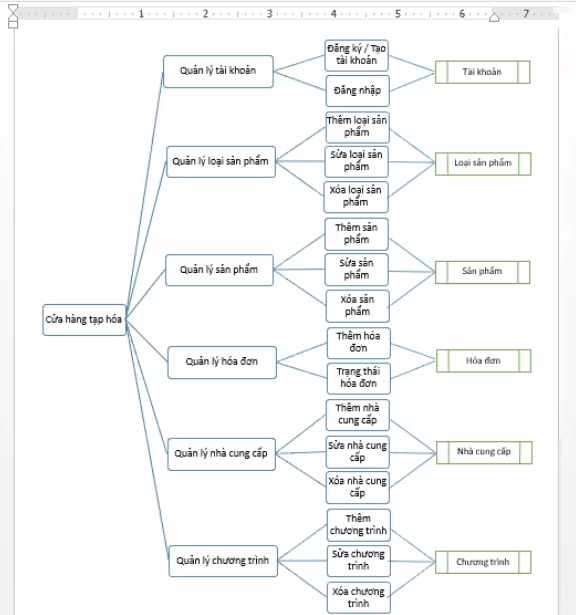 1 2 3 4 5 6 7
Đăng ký / Tạo
tài khoản
Quản lý tài khoản
Tài khoản
Đăng nhập
Thêm loại sản
phẩm
Quản lý loại sản phẩm
Sửa loại sản
phẩm
Loại sản phẩm
Xóa loại sản
phẩm
Thêm sản
phẩm
Quản lý sản phẩm
Sửa sản
phẩm
Sản phẩm
Xóa sản
phẩm
Cửa hàng tạp hóa
Thêm hóa
đơn
Quản lý hóa đơn
Hóa đơn
Trạng thái
hóa đơn
Thêm nhà
cung cấp
Quản lý nhà cung cấp
Sửa nhà cung
cấp
Nhà cung cấp
Xóa nhà cung
cấp
Thêm
chương trình
Quản lý chương trình
Sửa chương
trình
Chương trình
Xóa chương
trình